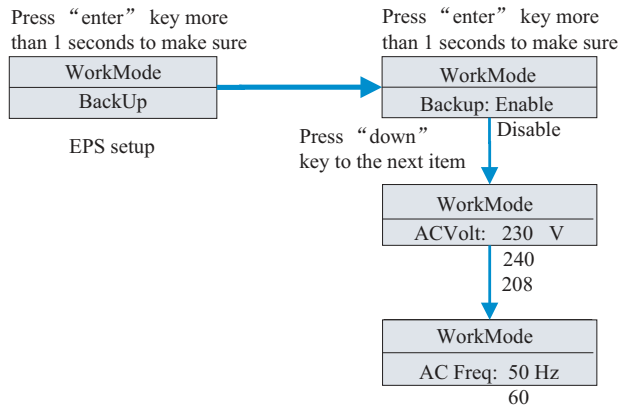 Press “enter” key more
than 1 seconds to make sure
WorkMode
BackUp
EPS setup
Press “enter” key more
than 1 seconds to make sure
WorkMode
Backup: Enable
Disable
Press “down”
key to the next item
WorkMode
ACVolt: 230 V
240
208
WorkMode
AC Freq: 50 Hz
60